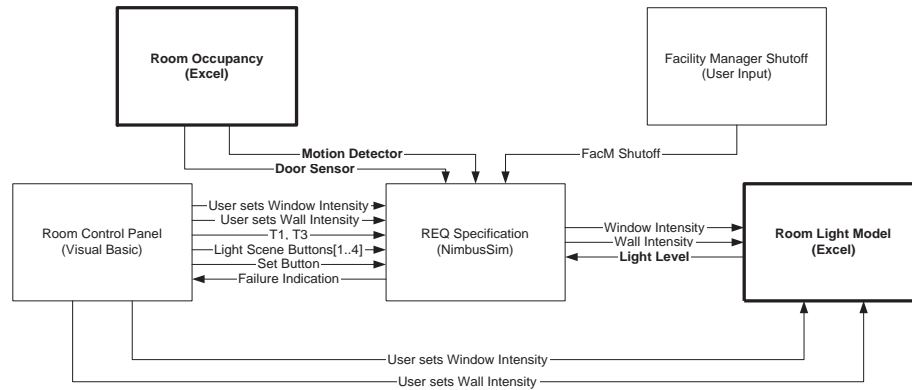 Room Occupancy
(Excel)
Facility Manager Shutoff
(User Input)
Motion Detector
FacM Shutoff
Door Sensor
Room Control Panel
(Visual Basic)
User sets Window Intensity
User sets Wall Intensity
T1, T3
Light Scene Buttons[1..4]
Set Button
Failure Indication
REQ Specification
(NimbusSim)
Window Intensity
Wall Intensity
Light Level
Room Light Model
(Excel)
User sets Window Intensity
User sets Wall Intensity